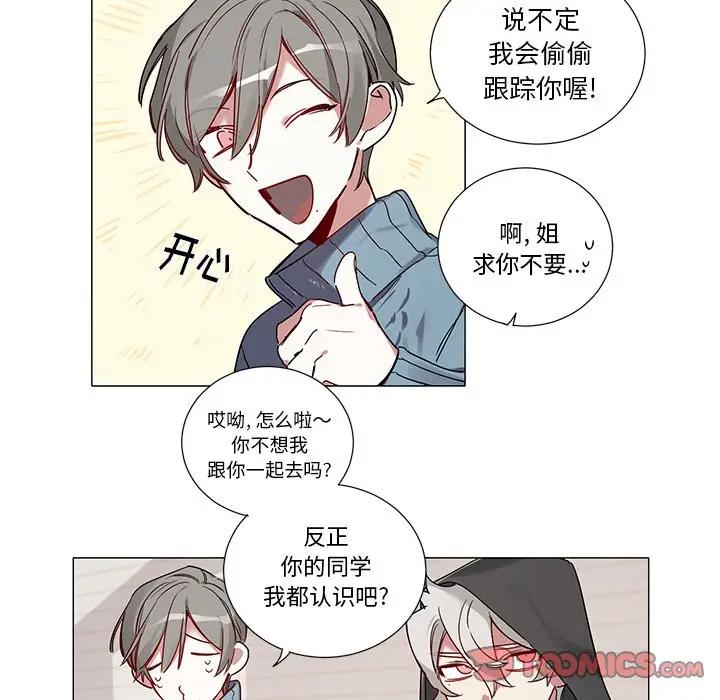 说不定
我会偷偷
跟踪你喔!
啊, 姐
求你不要...
开心
哎呦, 怎么啦～
你不想我
跟你一起去吗?
反正
你的同学
我都认识吧?
TOOMICS.COM